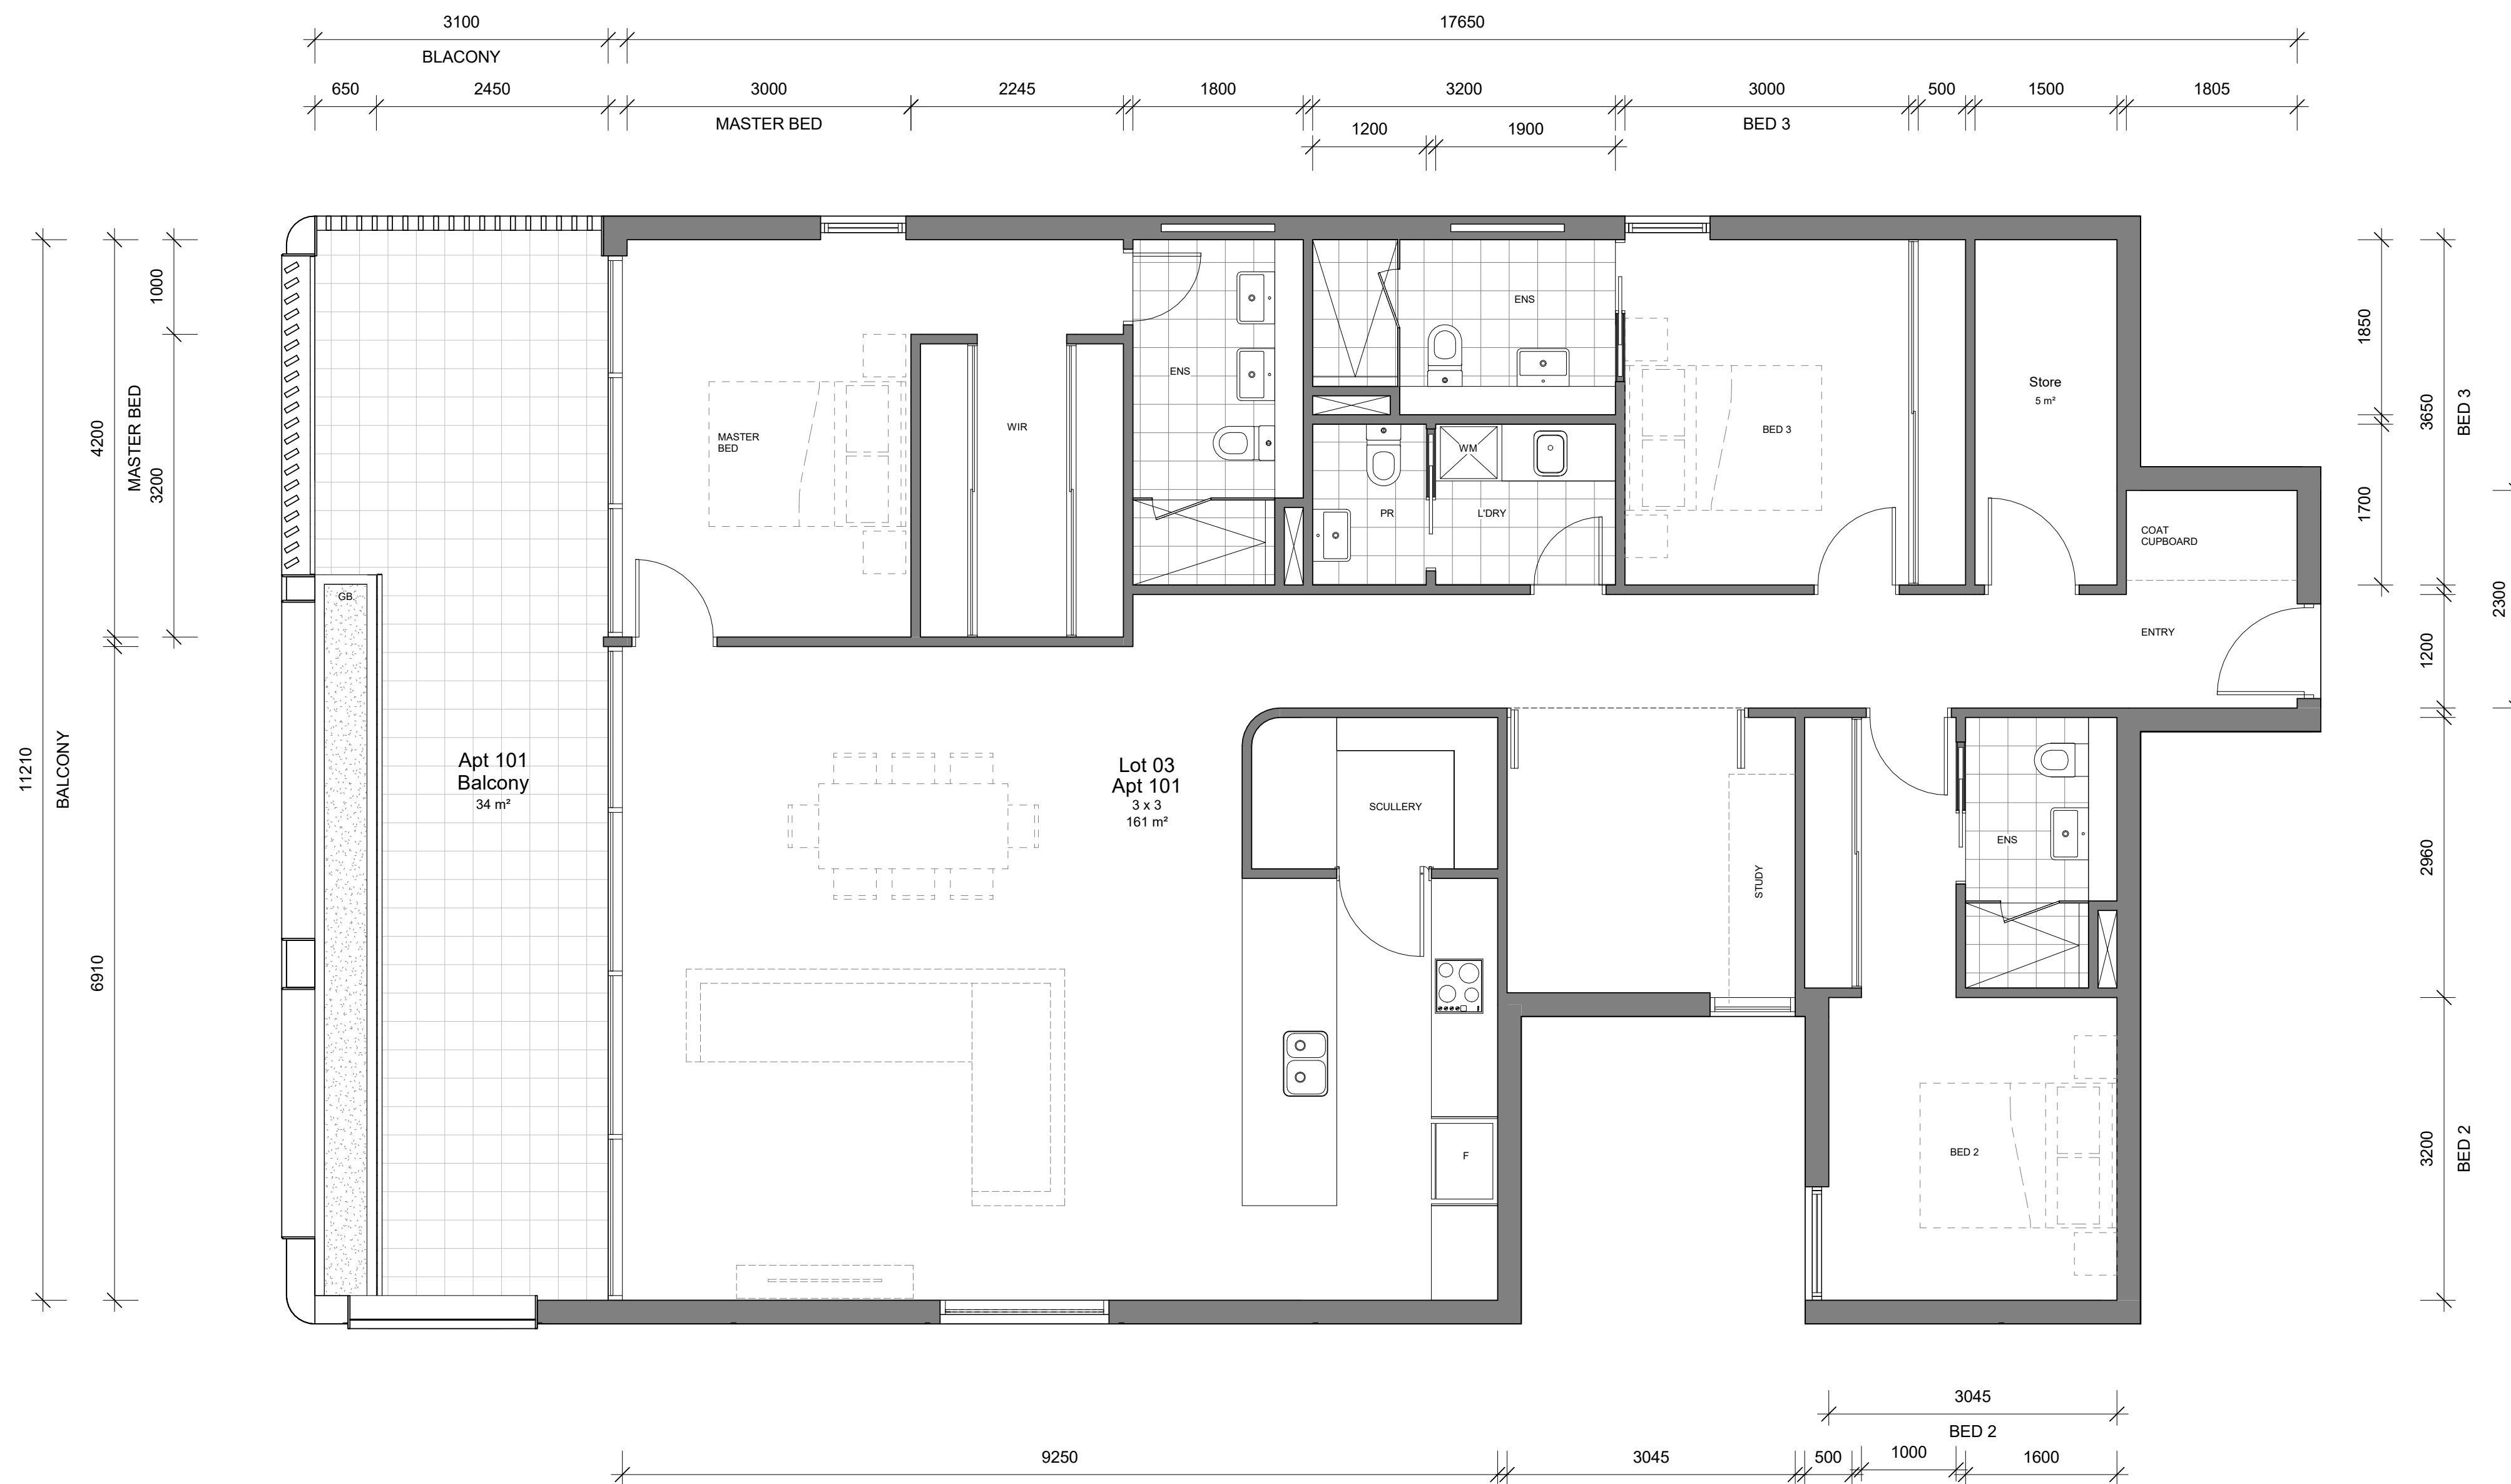 3100
17650
BLACONY
650
2450
3000
2245
1800
3200
3000
500
1500
1805
MASTER BED
BED 3
1200
1900
1000
4200
MASTER BED
3200
11210
BALCONY
6910
ENS
ENS
WIR
MASTER
BED
Store
5 m²
BED 3
WM
PR
L'DRY
COAT
CUPBOARD
ENTRY
GB.
Apt 101
Balcony
34 m²
Lot 03
Apt 101
3 x 3
161 m²
SCULLERY
STUDY
ENS
F
BED 2
1850
3650
BED 3
1700
2300
1200
2960
3200
BED 2
3045
BED 2
9250
3045
500
1000
1600